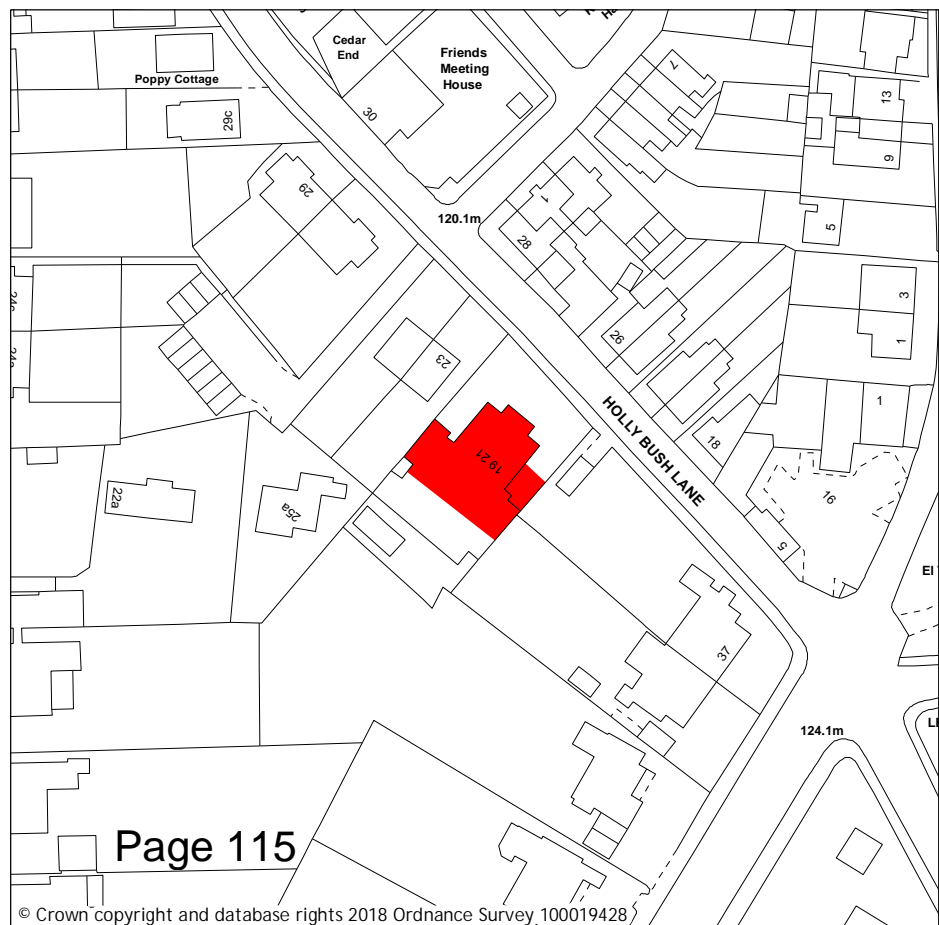 Cedar
End
Friends
Meeting
House
Poppy Cottage
29c
30
7
13
9
29
1
28
5
120.1m
24c
3
1
26
23
HOLLY BUSH LANE
1
18
19 21
16
22a
25a
5
37
124.1m
Page 115
© Crown copyright and database rights 2018 Ordnance Survey 100019428